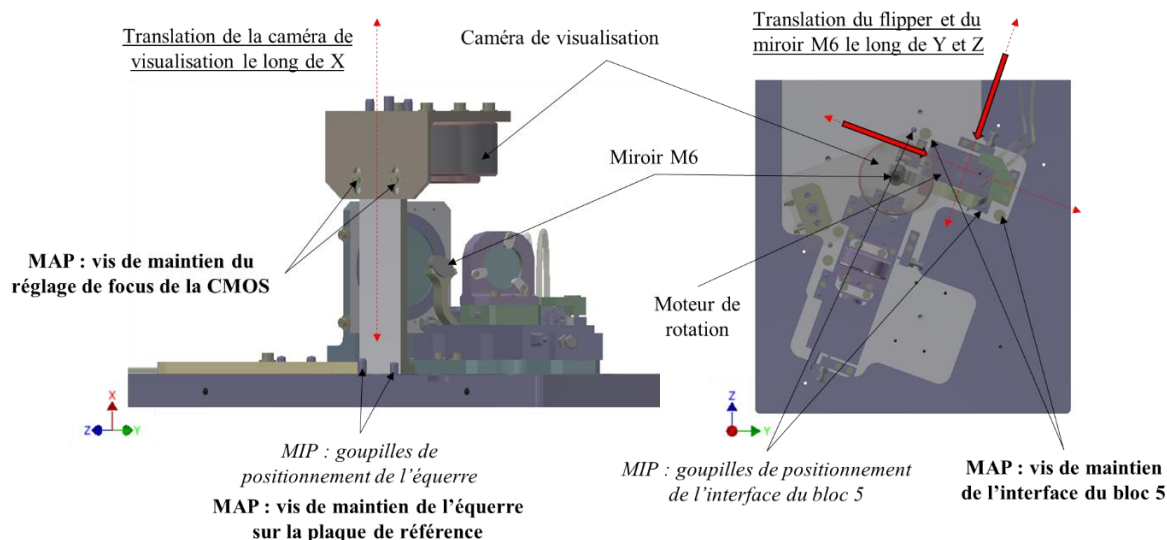 Translation de la caméra de
visualisation le long de X
Caméra de visualisation
Translation du flipper et du
miroir M6 le long de Y et Z
Miroir M6
MAP : vis de maintien du
réglage de focus de la CMOS
Moteur de
rotation
X
Z
Y
Z
Y
MIP : goupilles de
positionnement de l'équerre
MAP : vis de maintien de l'équerre
sur la plaque de référence
MIP : goupilles de positionnement
de l'interface du bloc 5
MAP : vis de maintien
de l'interface du bloc 5